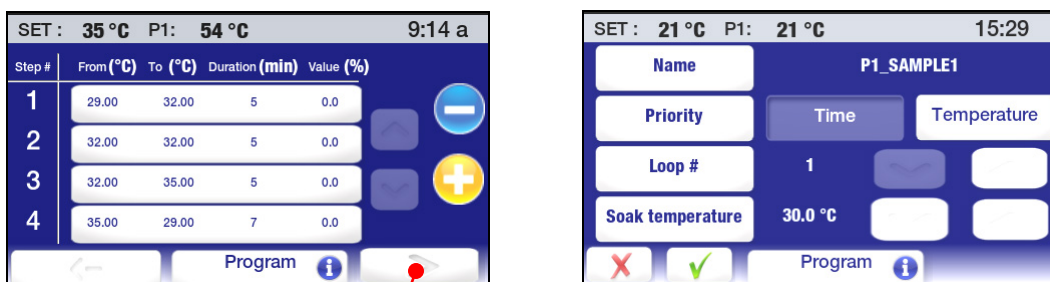 SET : 35 °C P1: 54 °C 9:14 a
Step # From (°C) To (°C) Duration (min) Value (%)
1 29.00 32.00 5 0.0
2 32.00 32.00 5 0.0
3 32.00 35.00 5 0.0
4 35.00 29.00 7 0.0
Program i
SET : 21 °C P1: 21 °C 15:29
Name P1_SAMPLE1
Priority Time Temperature
Loop # 1
Soak temperature 30.0 °C
Program i